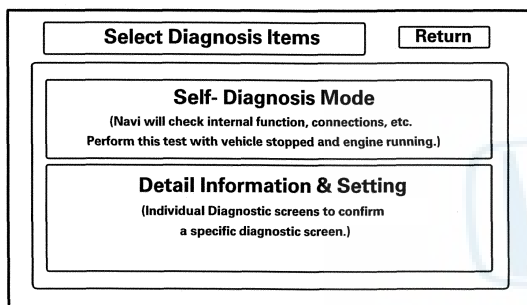 Select Diagnosis Items
Return
Self- Diagnosis Mode
(Navi will check internal function, connections, etc.
Perform this test with vehicle stopped and engine running.)
Detail Information & Setting
(Individual Diagnostic screens to confirm
a specific diagnostic screen.)